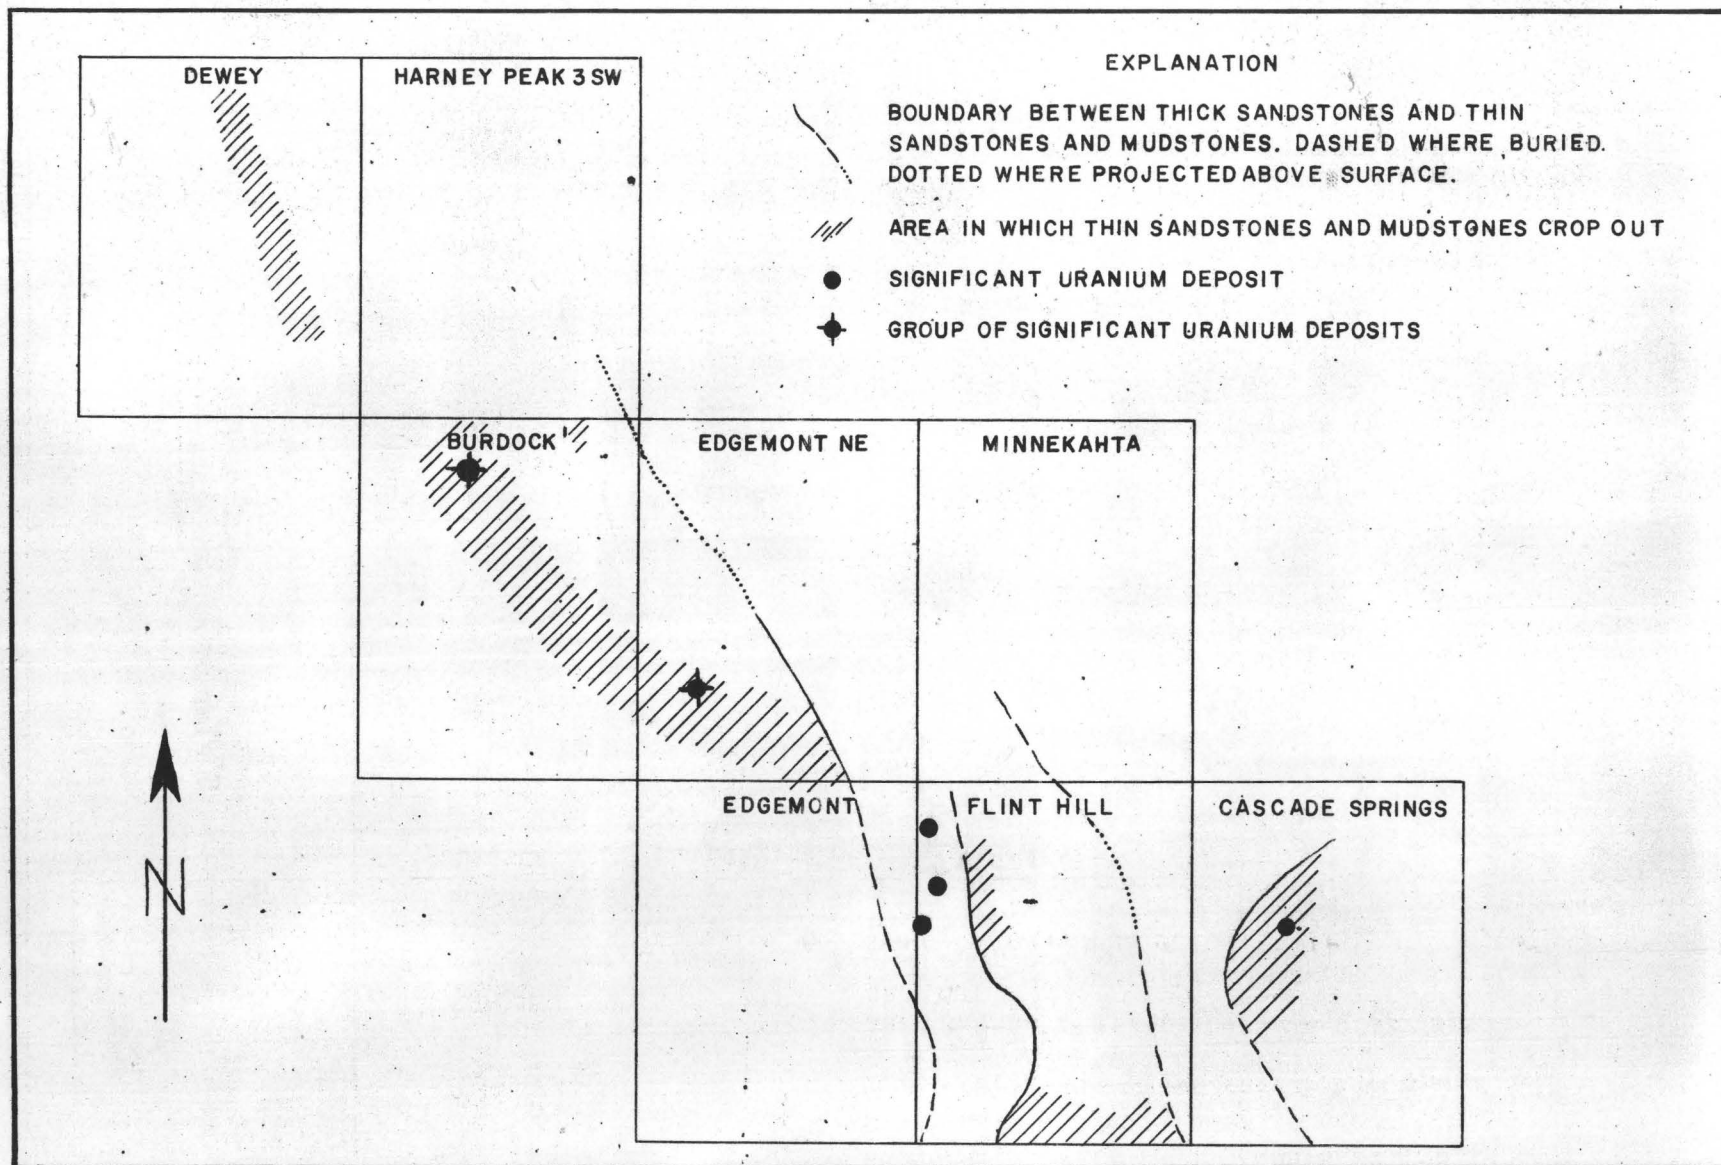 DEWEY
HARNEY PEAK 3 SW
EXPLANATION
BOUNDARY BETWEEN THICK SANDSTONES AND THIN
SANDSTONES AND MUDSTONES. DASHED WHERE BURIED.
DOTTED WHERE PROJECTED ABOVE SURFACE.
AREA IN WHICH THIN SANDSTONES AND MUDSTONES CROP OUT
SIGNIFICANT URANIUM DEPOSIT
GROUP OF SIGNIFICANT URANIUM DEPOSITS
BURDOCK
EDGEMONT NE
MINNEKAHTA
EDGEMONT
FLINT HILL
CASCADE SPRINGS
N